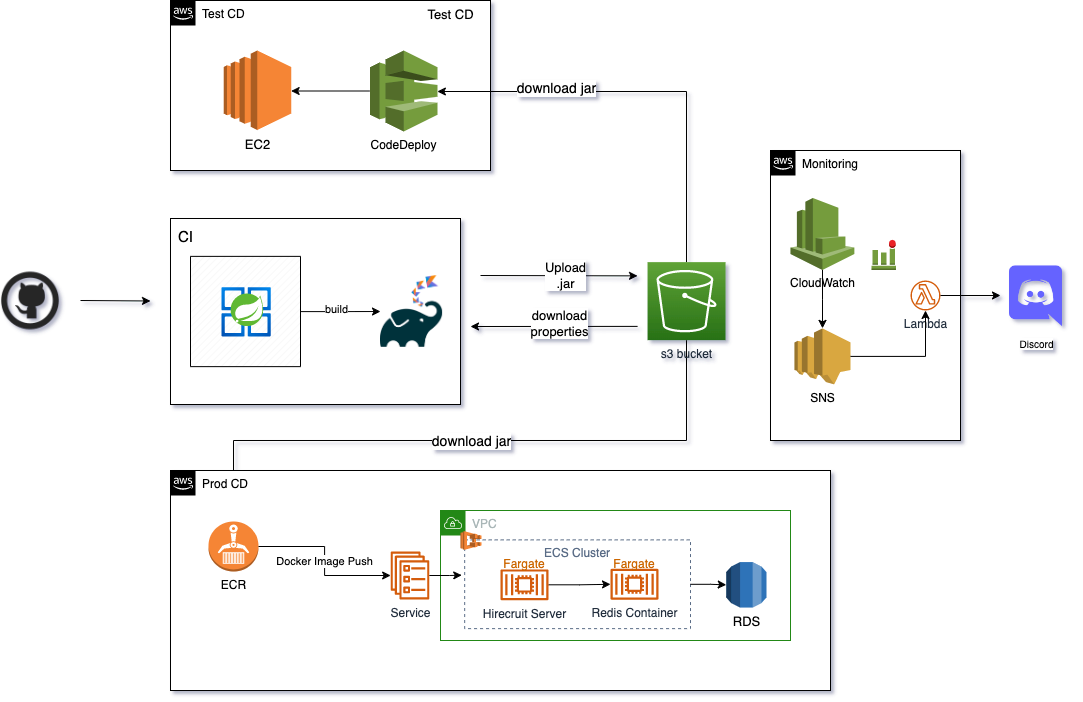 aws
Test CD
Test CD
EC2
CodeDeploy
download jar
aws
Monitoring
CloudWatch
Lambda
SNS
Discord
CI
build
Upload
.jar
download
properties
s3 bucket
download jar
aws
Prod CD
ECR
Docker Image Push
Service
VPC
ECS Cluster
Fargate
Fargate
Hirecruit Server
Redis Container
RDS